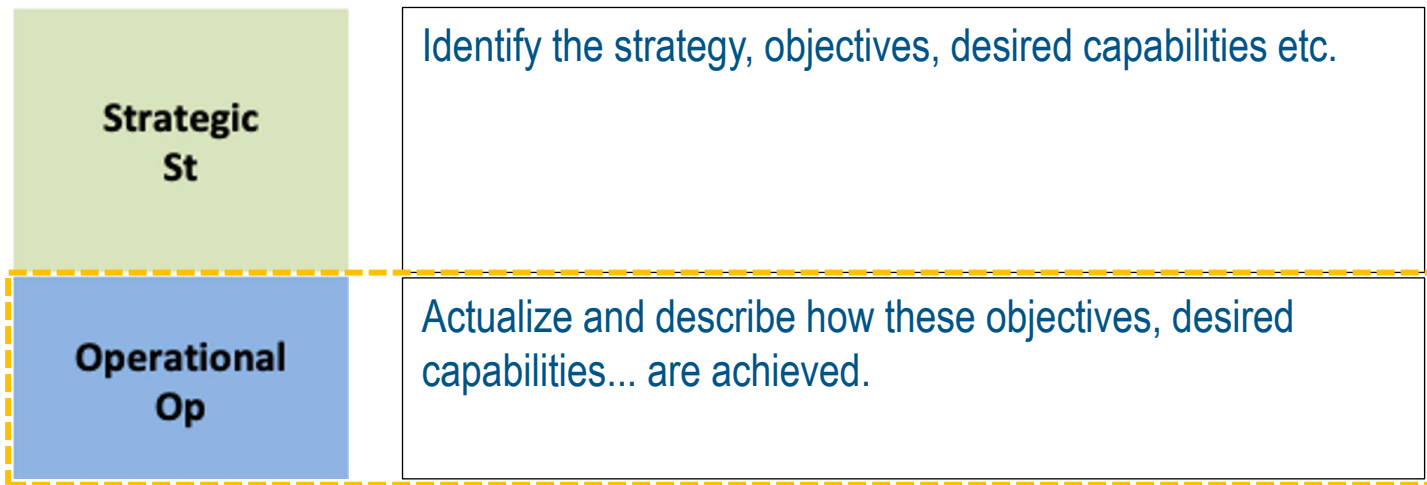 Strategic
St
Identify the strategy, objectives, desired capabilities etc.
Operational
Op
Actualize and describe how these objectives, desired
capabilities... are achieved.